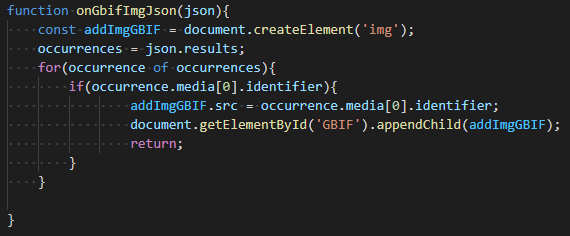 function onGbifImgJson(json){
    const addImgGBIF = document.createElement('img');
    occurrences = json.results;
    for(occurrence of occurrences){
        if(occurrence.media[0].identifier){
            addImgGBIF.src = occurrence.media[0].identifier;
            document.getElementById('GBIF').appendChild(addImgGBIF);
            return;
        }
    }
}